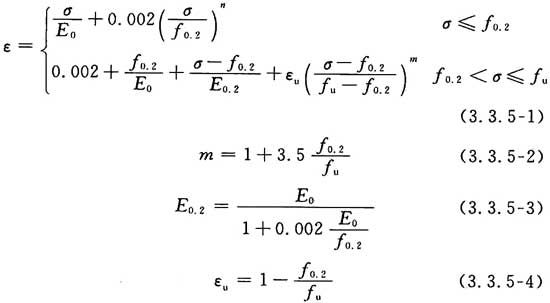 ε = { σ/E₀ + 0.002(σ/f₀.₂)ⁿ σ ≤ f₀.₂
0.002 + f₀.₂/E₀ + (σ − f₀.₂)/E₀.₂ + εᵤ((σ − f₀.₂)/(fᵤ − f₀.₂))ᵐ f₀.₂ < σ ≤ fᵤ
(3.3.5-1)
m = 1 + 3.5 f₀.₂/fᵤ (3.3.5-2)
E₀.₂ = E₀/(1 + 0.002 E₀/f₀.₂) (3.3.5-3)
εᵤ = 1 − f₀.₂/fᵤ (3.3.5-4)